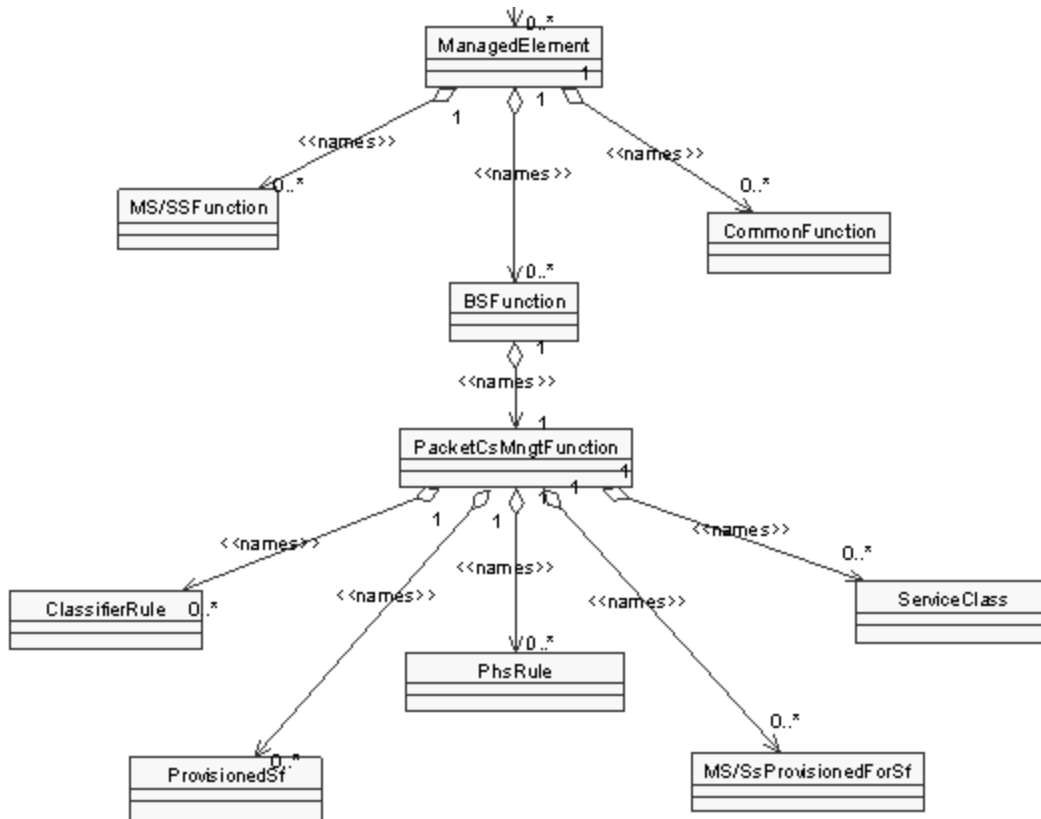 0..*
ManagedElement
1
1
1
<<names>>
<<names>>
<<names>>
0..*
0..*
MS/SSFunction
CommonFunction
0..*
BSFunction
1
<<names>>
1
PacketCsMngtFunction
1
1
1
1
1
<<names>>
<<names>>
<<names>>
<<names>>
<<names>>
0..*
ClassifierRule
0..*
ServiceClass
0..*
PhsRule
0..*
0..*
ProvisionedSf
MS/SsProvisionedForSf